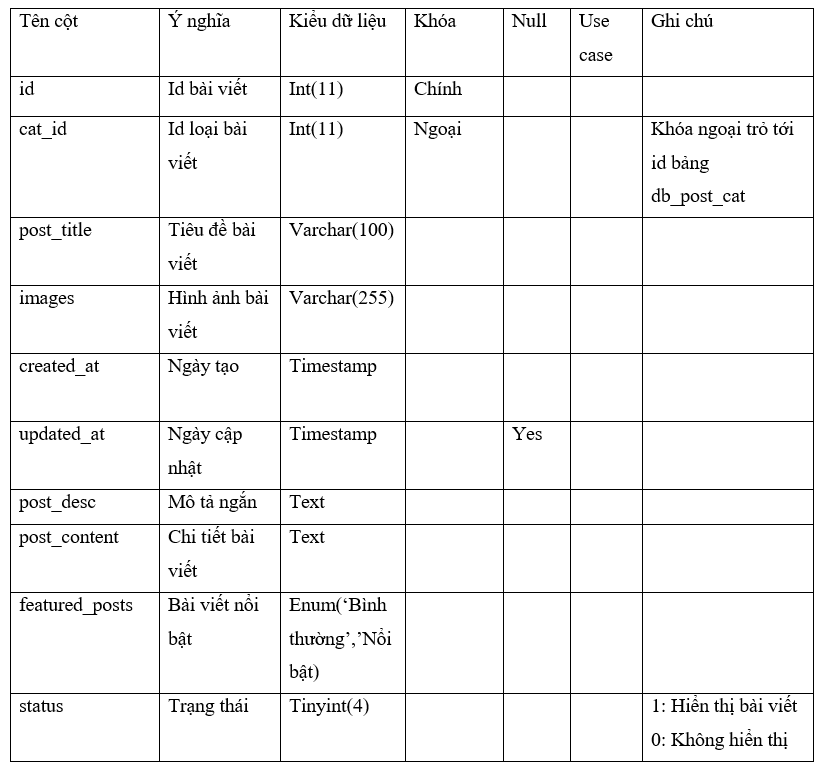 Tên cột Ý nghĩa Kiểu dữ liệu Khóa Null Use case Ghi chú
id Id bài viết Int(11) Chính
cat_id Id loại bài viết Int(11) Ngoại Khóa ngoại trỏ tới id bảng db_post_cat
post_title Tiêu đề bài viết Varchar(100)
images Hình ảnh bài viết Varchar(255)
created_at Ngày tạo Timestamp
updated_at Ngày cập nhật Timestamp Yes
post_desc Mô tả ngắn Text
post_content Chi tiết bài viết Text
featured_posts Bài viết nổi bật Enum(‘Bình thường’,’Nổi bật)
status Trạng thái Tinyint(4) 1: Hiển thị bài viết 0: Không hiển thị